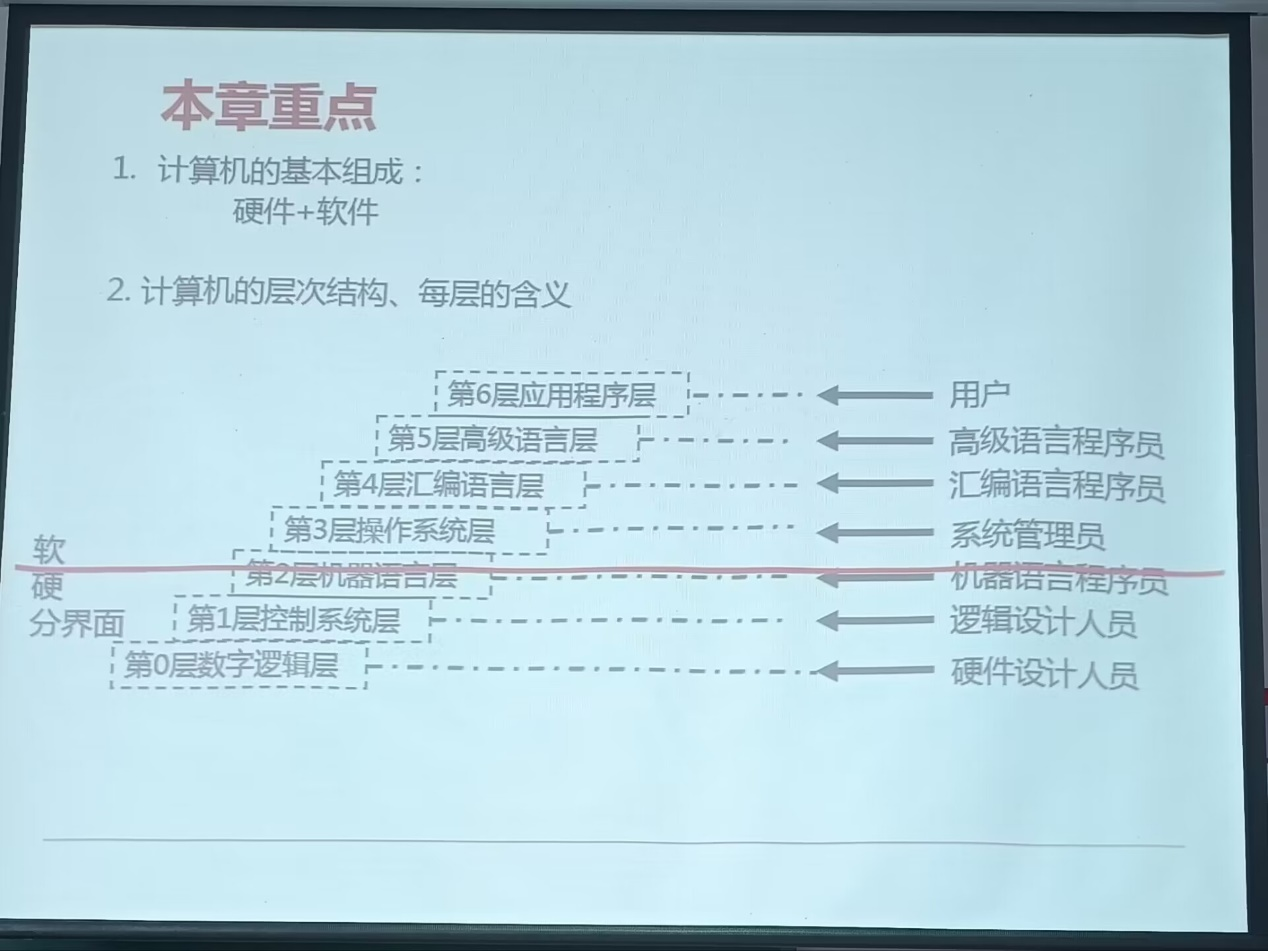 本章重点
1. 计算机的基本组成：
硬件+软件
2. 计算机的层次结构、每层的含义
第6层应用程序层 用户
第5层高级语言层 高级语言程序员
第4层汇编语言层 汇编语言程序员
第3层操作系统层 系统管理员
软
第2层机器语言层 机器语言程序员
硬
分界面
第1层控制系统层 逻辑设计人员
第0层数字逻辑层 硬件设计人员